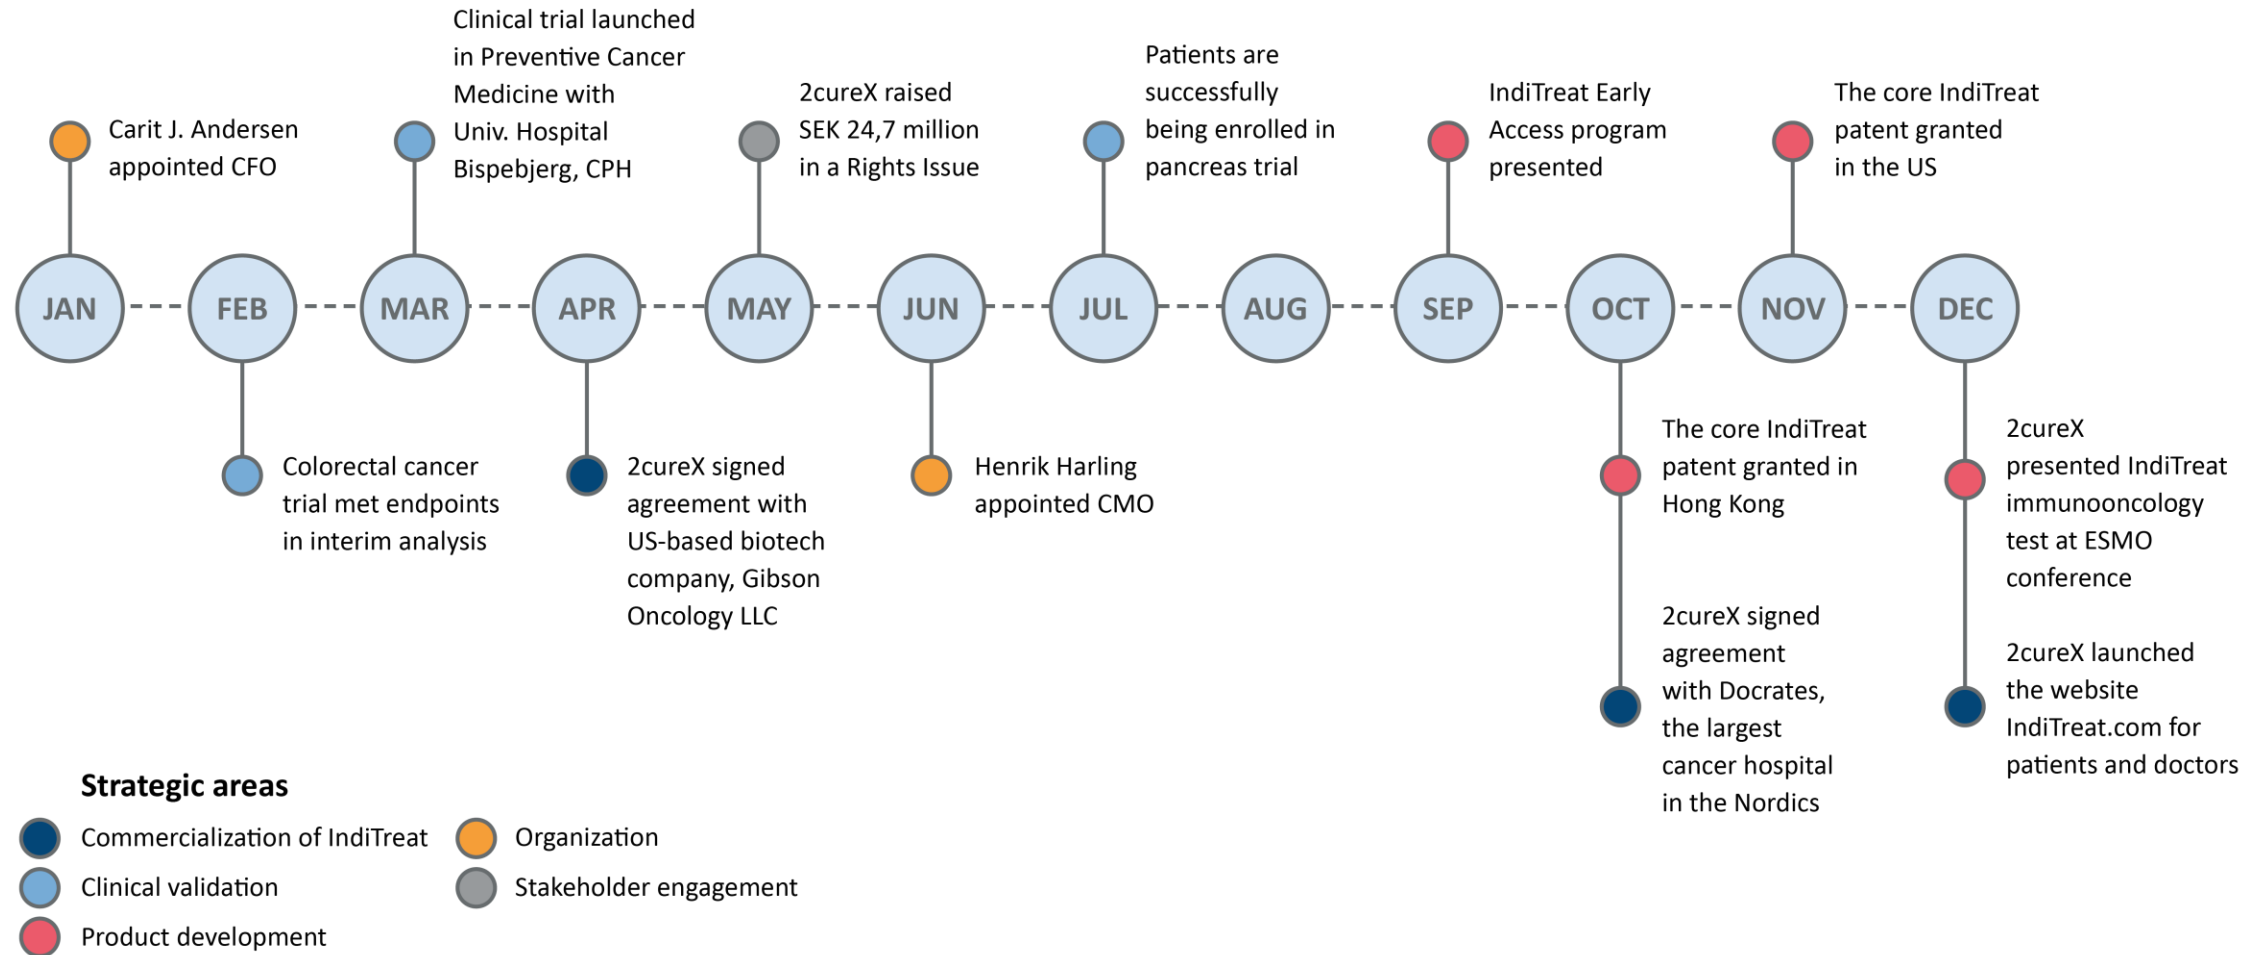 Clinical trial launched
in Preventive Cancer
Medicine with
Univ. Hospital
Bispebjerg, CPH
Carit J. Andersen
appointed CFO
2cureX raised
SEK 24,7 million
in a Rights Issue
Patients are
successfully
being enrolled in
pancreas trial
IndiTreat Early
Access program
presented
The core IndiTreat
patent granted
in the US
JAN
FEB
MAR
APR
MAY
JUN
JUL
AUG
SEP
OCT
NOV
DEC
Colorectal cancer
trial met endpoints
in interim analysis
2cureX signed
agreement with
US-based biotech
company, Gibson
Oncology LLC
Henrik Harling
appointed CMO
The core IndiTreat
patent granted in
Hong Kong
2cureX signed
agreement
with Docrates,
the largest
cancer hospital
in the Nordics
2cureX
presented IndiTreat
immunooncology
test at ESMO
conference
2cureX launched
the website
IndiTreat.com for
patients and doctors
Strategic areas
Commercialization of IndiTreat
Clinical validation
Product development
Organization
Stakeholder engagement